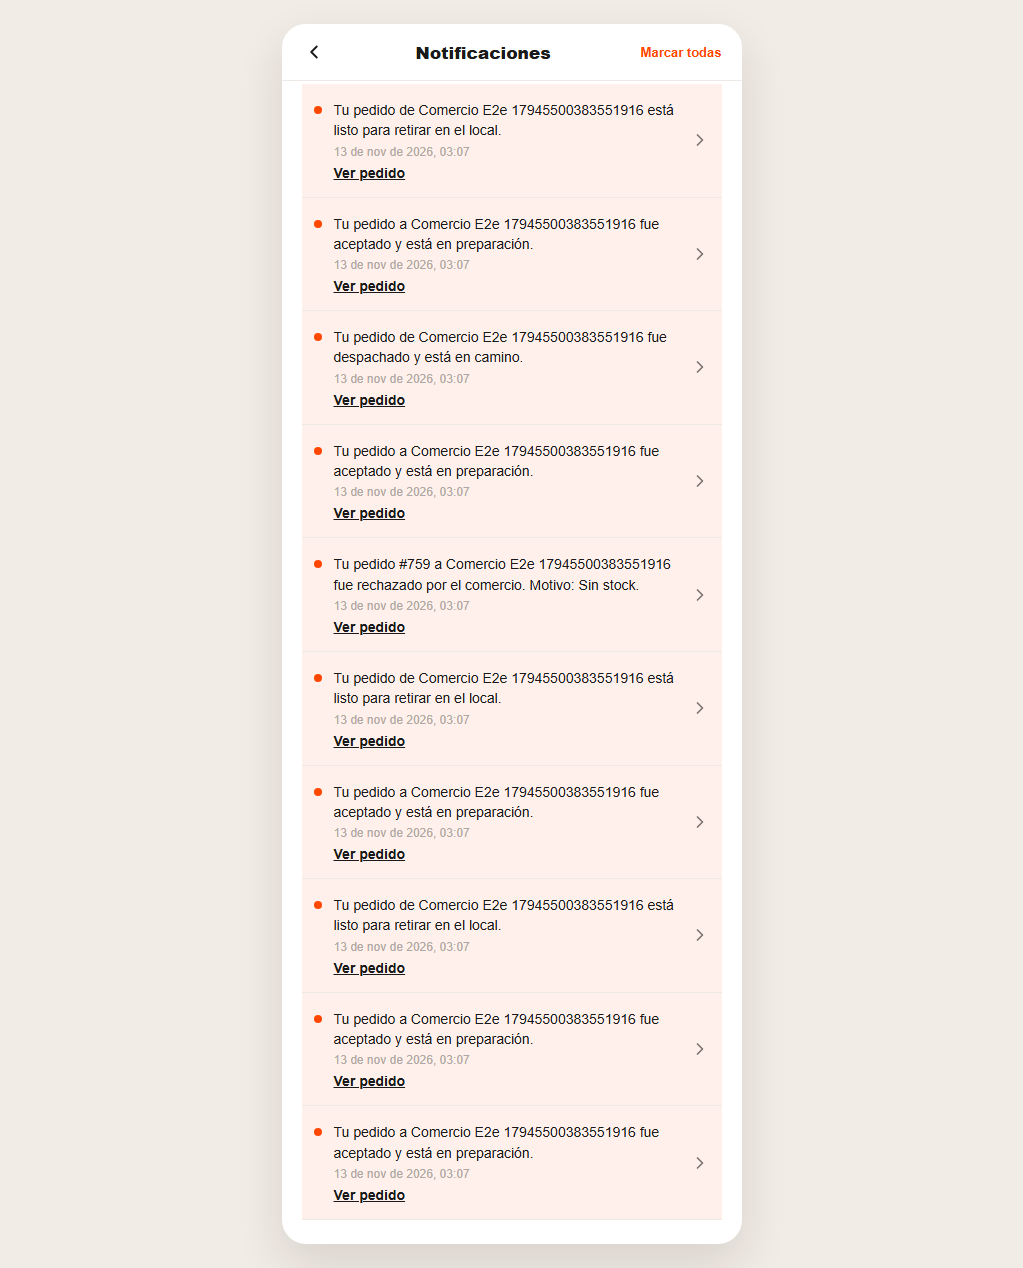 Notificaciones
Marcar todas
Tu pedido de Comercio E2e 17945500383551916 está
listo para retirar en el local.
13 de nov de 2026, 03:07
Ver pedido
Tu pedido a Comercio E2e 17945500383551916 fue
aceptado y está en preparación.
13 de nov de 2026, 03:07
Ver pedido
Tu pedido de Comercio E2e 17945500383551916 fue
despachado y está en camino.
13 de nov de 2026, 03:07
Ver pedido
Tu pedido a Comercio E2e 17945500383551916 fue
aceptado y está en preparación.
13 de nov de 2026, 03:07
Ver pedido
Tu pedido #759 a Comercio E2e 17945500383551916
fue rechazado por el comercio. Motivo: Sin stock.
13 de nov de 2026, 03:07
Ver pedido
Tu pedido de Comercio E2e 17945500383551916 está
listo para retirar en el local.
13 de nov de 2026, 03:07
Ver pedido
Tu pedido a Comercio E2e 17945500383551916 fue
aceptado y está en preparación.
13 de nov de 2026, 03:07
Ver pedido
Tu pedido de Comercio E2e 17945500383551916 está
listo para retirar en el local.
13 de nov de 2026, 03:07
Ver pedido
Tu pedido a Comercio E2e 17945500383551916 fue
aceptado y está en preparación.
13 de nov de 2026, 03:07
Ver pedido
Tu pedido a Comercio E2e 17945500383551916 fue
aceptado y está en preparación.
13 de nov de 2026, 03:07
Ver pedido